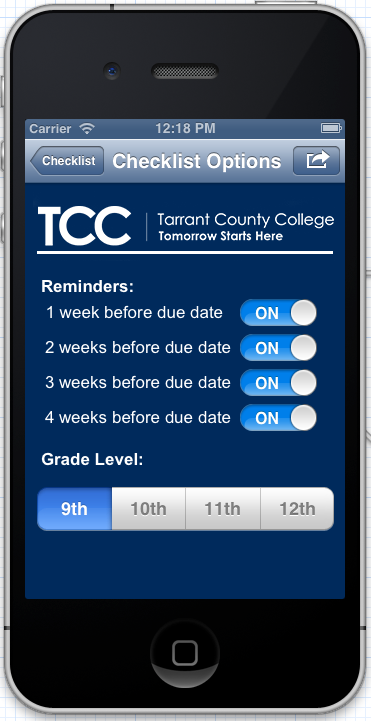 Carrier 12:18 PM
Checklist Checklist Options
TCC Tarrant County College
Tomorrow Starts Here
Reminders:
1 week before due date ON
2 weeks before due date ON
3 weeks before due date ON
4 weeks before due date ON
Grade Level:
9th 10th 11th 12th